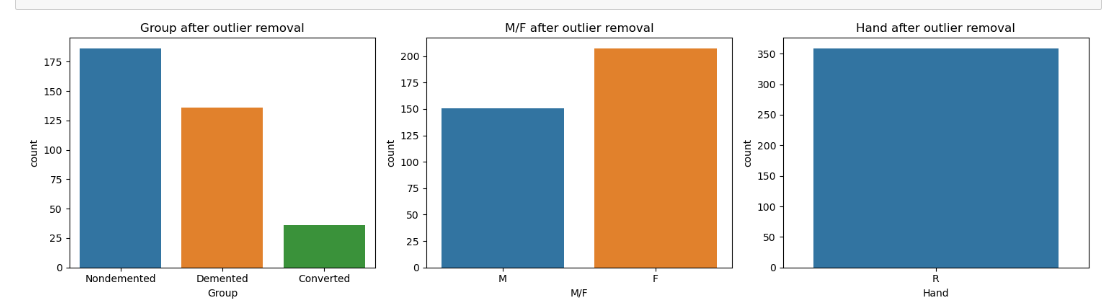 Group after outlier removal
175
150
125
100
75
50
25
0
count
Nondemented Demented Converted
Group
M/F after outlier removal
200
175
150
125
100
75
50
25
0
count
M F
M/F
Hand after outlier removal
350
300
250
200
150
100
50
0
count
R
Hand